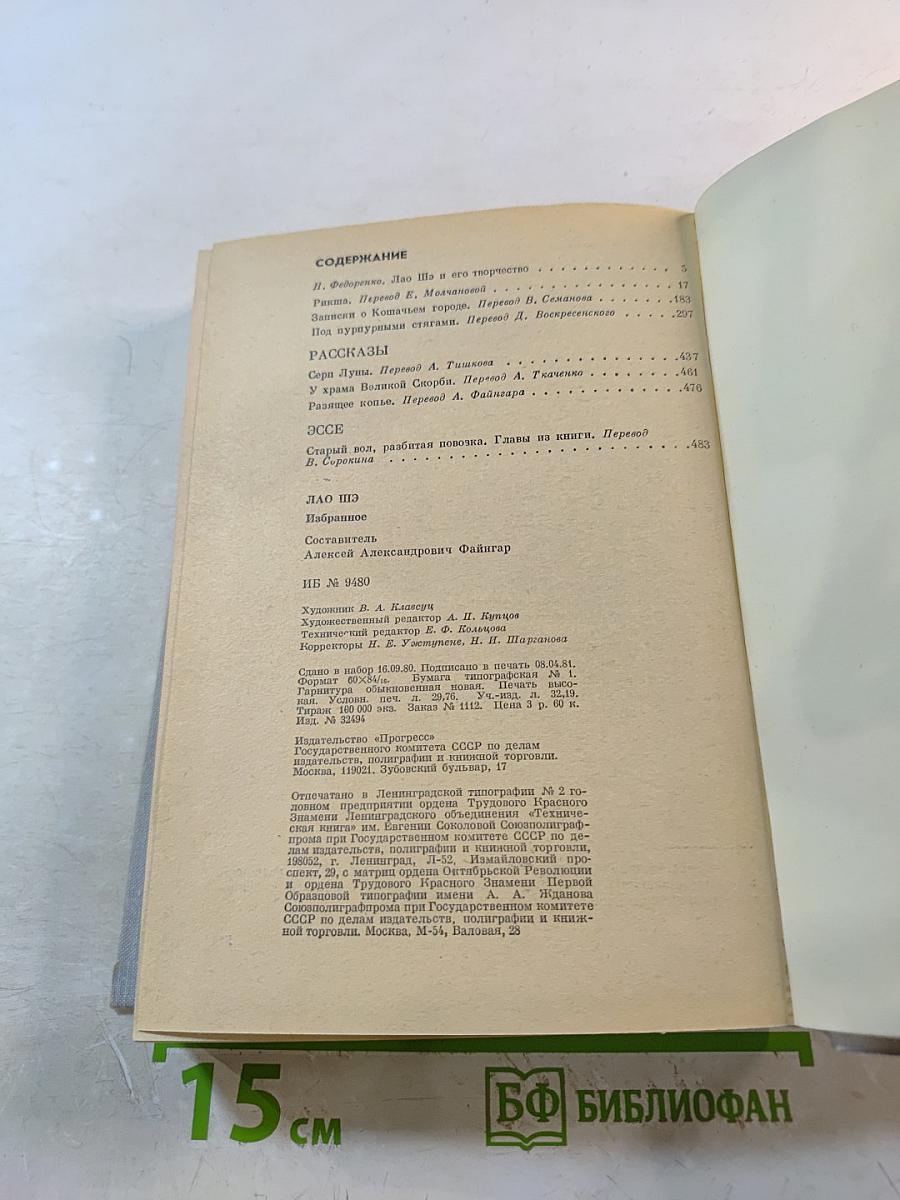 СОДЕРЖАНИЕ
Н. Федоренко. Лао Шэ и его творчество . . . . . . . . . . . . 5
Рикша. Перевод Е. Молчановой . . . . . . . . . . . . . . . . 17
Записки о Кошачьем городе. Перевод В. Семанова . . . . . . .183
Под пурпурными стягами. Перевод Д. Воскресенского . . . . .297
РАССКАЗЫ
Серп Луны. Перевод А. Тишкова . . . . . . . . . . . . . . .437
У храма Великой Скорби. Перевод А. Ткаченко . . . . . . . .461
Разящее копье. Перевод А. Файнгара . . . . . . . . . . . . .476
ЭССЕ
Старый вол, разбитая повозка. Главы из книги. Перевод
В. Сорокина . . . . . . . . . . . . . . . . . . . . . . . .483
ЛАО ШЭ
Избранное
Составитель
Алексей Александрович Файнгар
ИБ № 9480
Художник В. А. Клавсуц
Художественный редактор А. П. Купцов
Технический редактор Е. Ф. Кольцова
Корректоры Н. Е. Ужтупене, Н. И. Шарганова
Сдано в набор 16.09.80. Подписано в печать 08.04.81.
Формат 60×84/16. Бумага типографская № 1.
Гарнитура обыкновенная новая. Печать высо-
кая. Условн. печ. л. 29,76. Уч.-изд. л. 32,19.
Тираж 100 000 экз. Заказ № 1112. Цена 3 р. 60 к.
Изд. № 32494
Издательство «Прогресс»
Государственного комитета СССР по делам
издательств, полиграфии и книжной торговли.
Москва, 119021. Зубовский бульвар, 17
Отпечатано в Ленинградской типографии № 2 го-
ловном предприятии ордена Трудового Красного
Знамени Ленинградского объединения «Техниче-
ская книга» им. Евгении Соколовой Союзполиграф-
прома при Государственном комитете СССР по де-
лам издательств, полиграфии и книжной торговли,
198052, г. Ленинград, Л-52, Измайловский про-
спект, 29, с матриц ордена Октябрьской Революции
и ордена Трудового Красного Знамени Первой
Образцовой типографии имени А. А. Жданова
Союзполиграфпрома при Государственном комитете
СССР по делам издательств, полиграфии и книж-
ной торговли. Москва, М-54, Валовая, 28
15 см
БФ БИБЛИОФАН